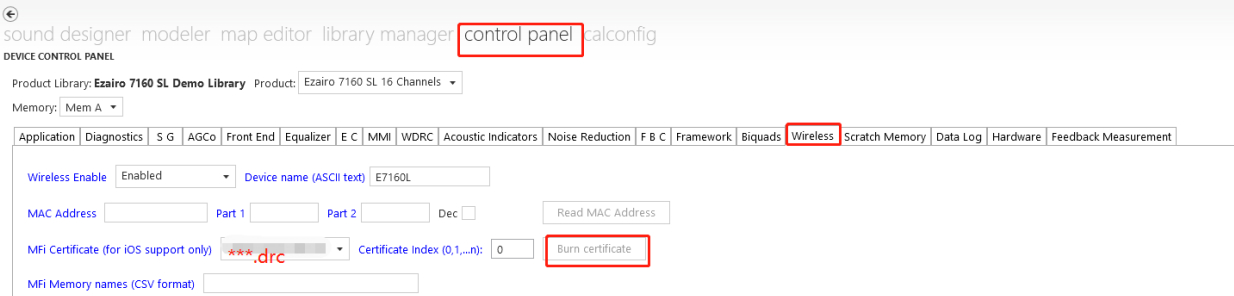 sound designer modeler map editor library manager control panel calconfig
DEVICE CONTROL PANEL
Product Library: Ezairo 7160 SL Demo Library Product: Ezairo 7160 SL 16 Channels
Memory: Mem A
Application Diagnostics S G AGCo Front End Equalizer E C MMI WDRC Acoustic Indicators Noise Reduction F B C Framework Biquads Wireless Scratch Memory Data Log Hardware Feedback Measurement
Wireless Enable Enabled Device name (ASCII text) E7160L
MAC Address Part 1 Part 2 Dec Read MAC Address
MFi Certificate (for iOS support only) ***.drc Certificate Index (0,1,...n): 0 Burn certificate
MFi Memory names (CSV format)